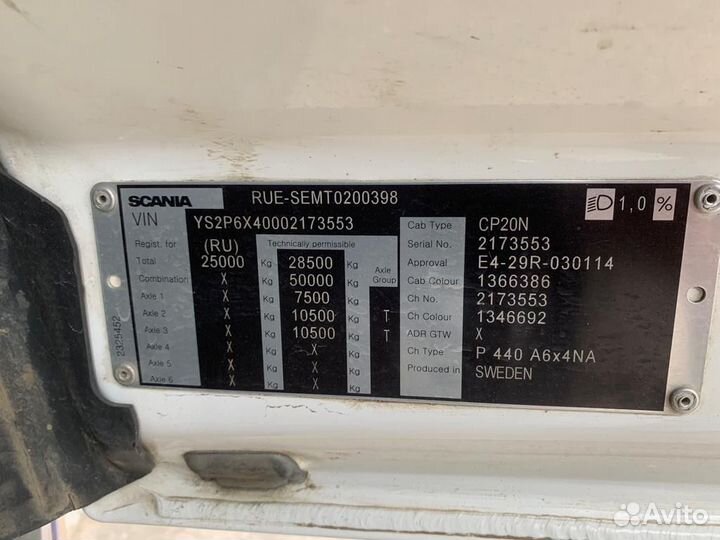 SCANIA RUE-SEMT0200398 1,0 %
VIN YS2P6X40002173553
Regist. for (RU) Technically permissible
Total 25000 Kg 28500 Kg Axle Group
Combination X Kg 50000 Kg
Axle 1 X Kg 7500 Kg
Axle 2 X Kg 10500 Kg T
Axle 3 X Kg 10500 Kg T
Axle 4 X Kg X Kg
Axle 5 X Kg X Kg
Axle 6 X Kg X Kg
Cab Type CP20N
Serial No. 2173553
Approval E4-29R-030114
Cab Colour 1366386
Ch No. 2173553
Ch Colour 1346692
ADR GTW X
Ch Type P 440 A6x4NA
Produced in SWEDEN
2325452
Avito